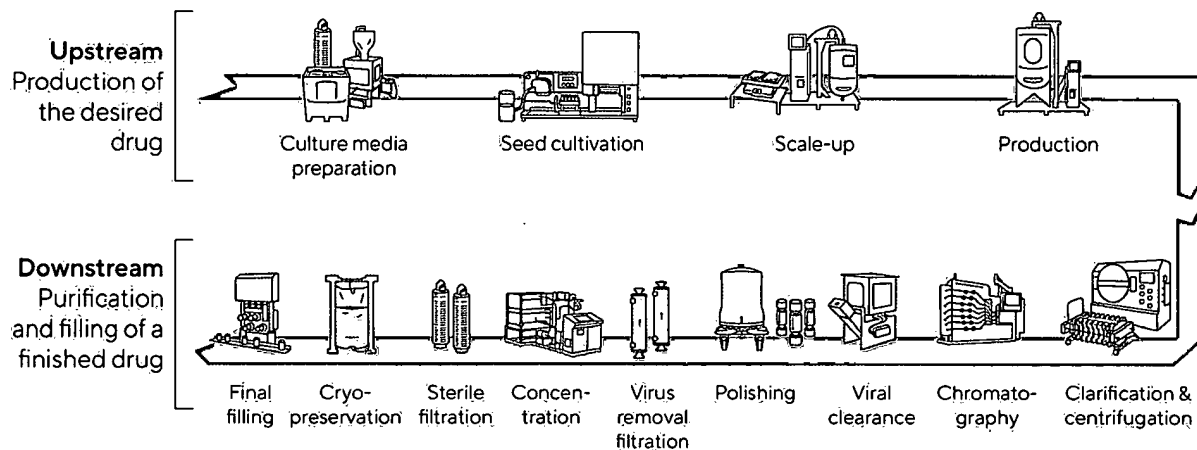 Upstream
Production of
the desired
drug
Culture media
preparation
Seed cultivation
Scale-up
Production
Downstream
Purification
and filling of a
finished drug
Final
filling
Cryo-
preservation
Sterile
filtration
Concen-
tration
Virus
removal
filtration
Polishing
Viral
clearance
Chromato-
graphy
Clarification &
centrifugation